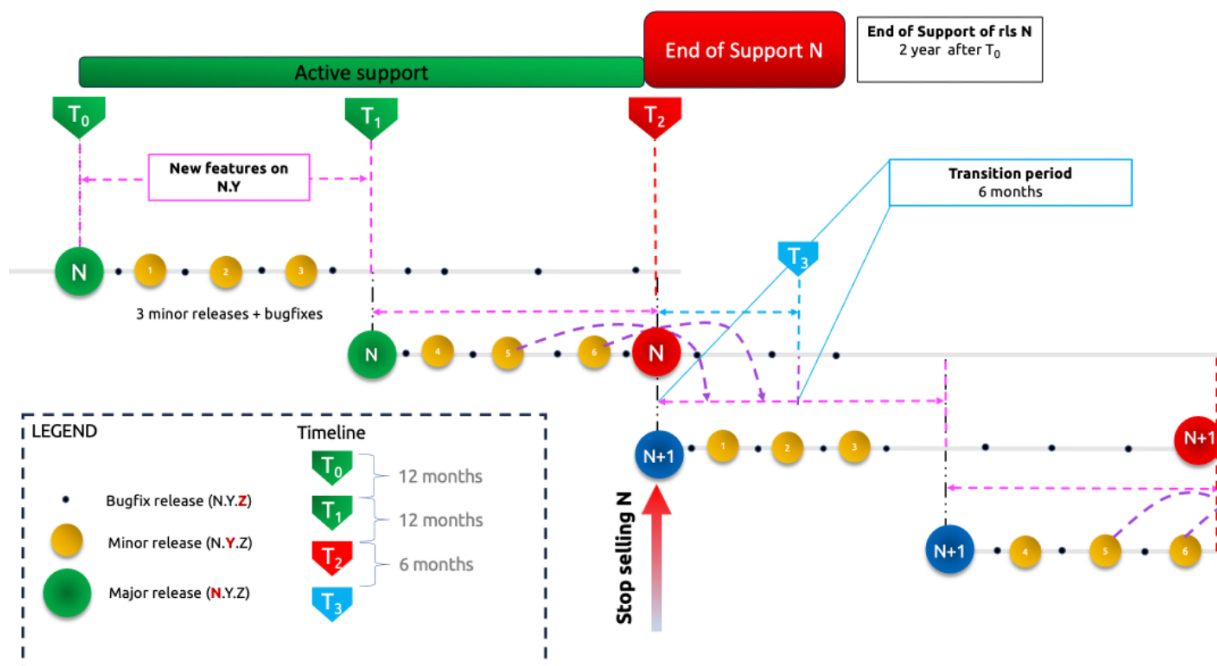 End of Support N
End of Support of rls N
2 year after T0
Active support
T0
T1
T2
New features on
N.Y
Transition period
6 months
T3
N
1
2
3
3 minor releases + bugfixes
N
4
5
6
N
N+1
1
2
3
N+1
N+1
4
5
6
Stop selling N
LEGEND
Bugfix release (N.Y.Z)
Minor release (N.Y.Z)
Major release (N.Y.Z)
Timeline
T0
12 months
T1
12 months
T2
6 months
T3